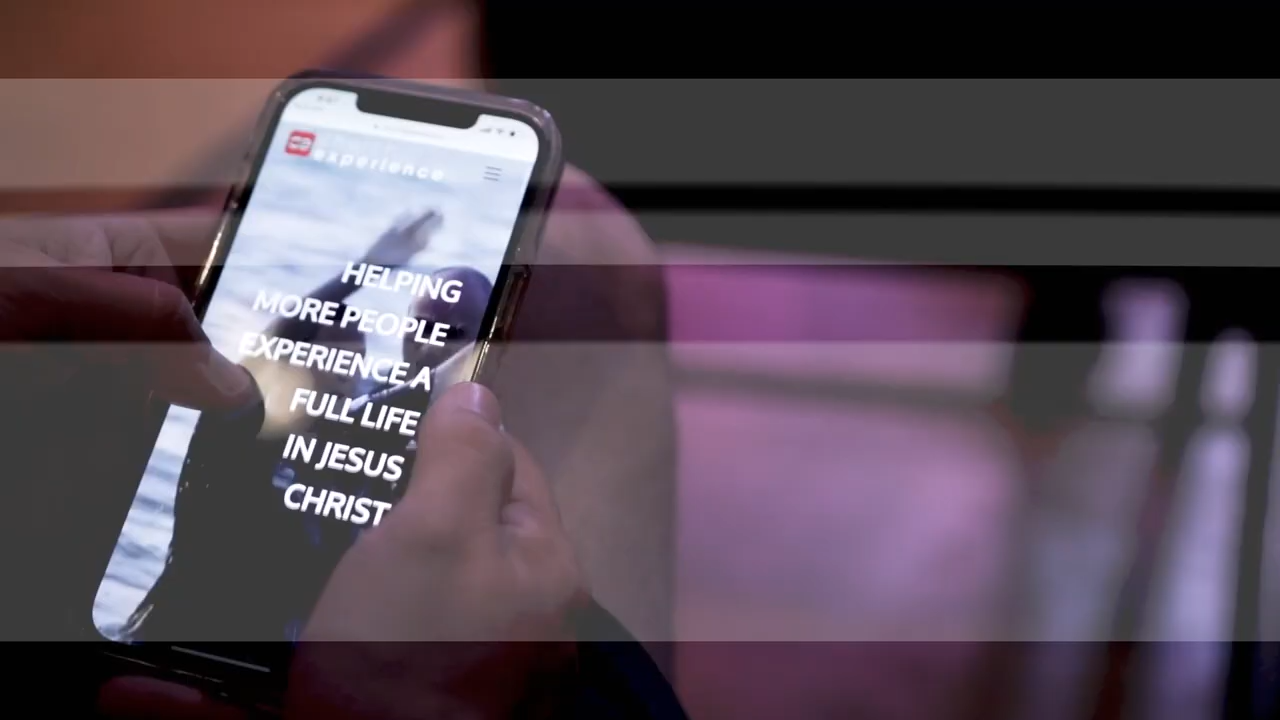 experience
HELPING
MORE PEOPLE
EXPERIENCE A
FULL LIFE
IN JESUS
CHRIST